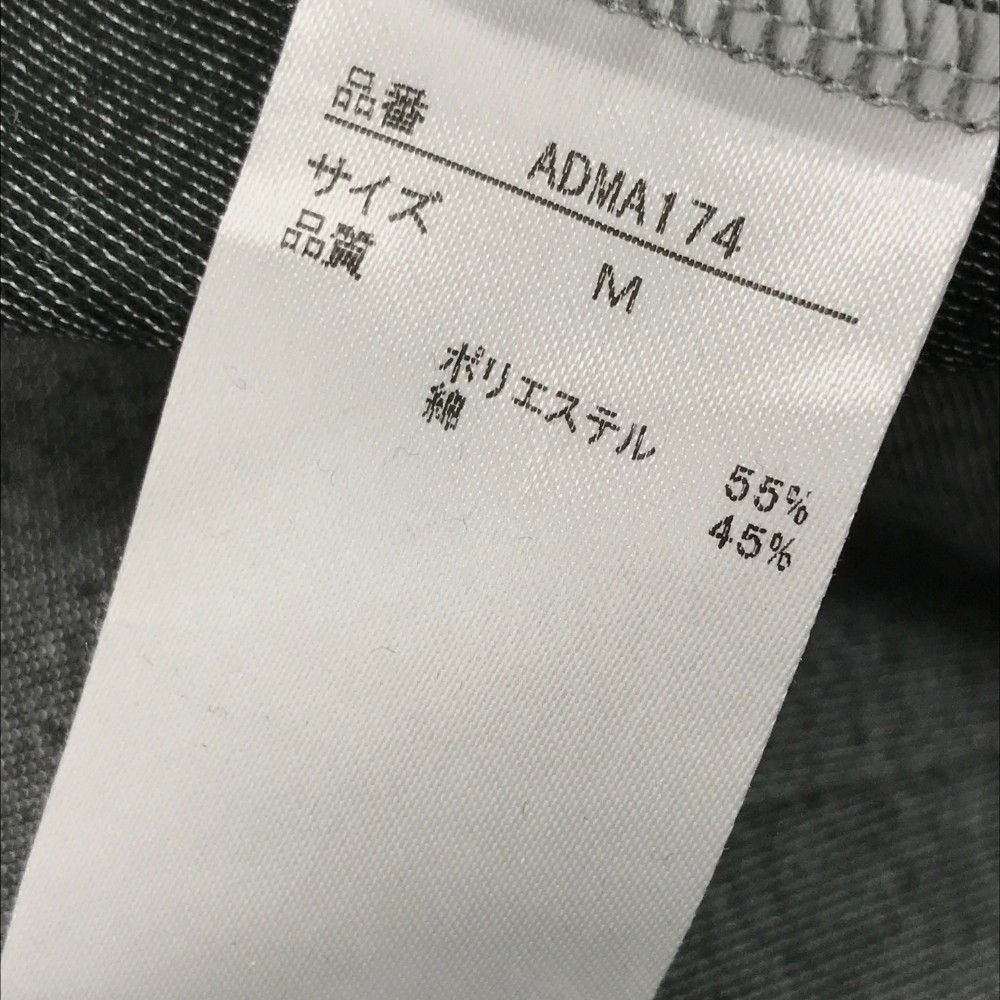 品番 ADMA174
サイズ M
品質
ポリエステル 55%
綿 45%